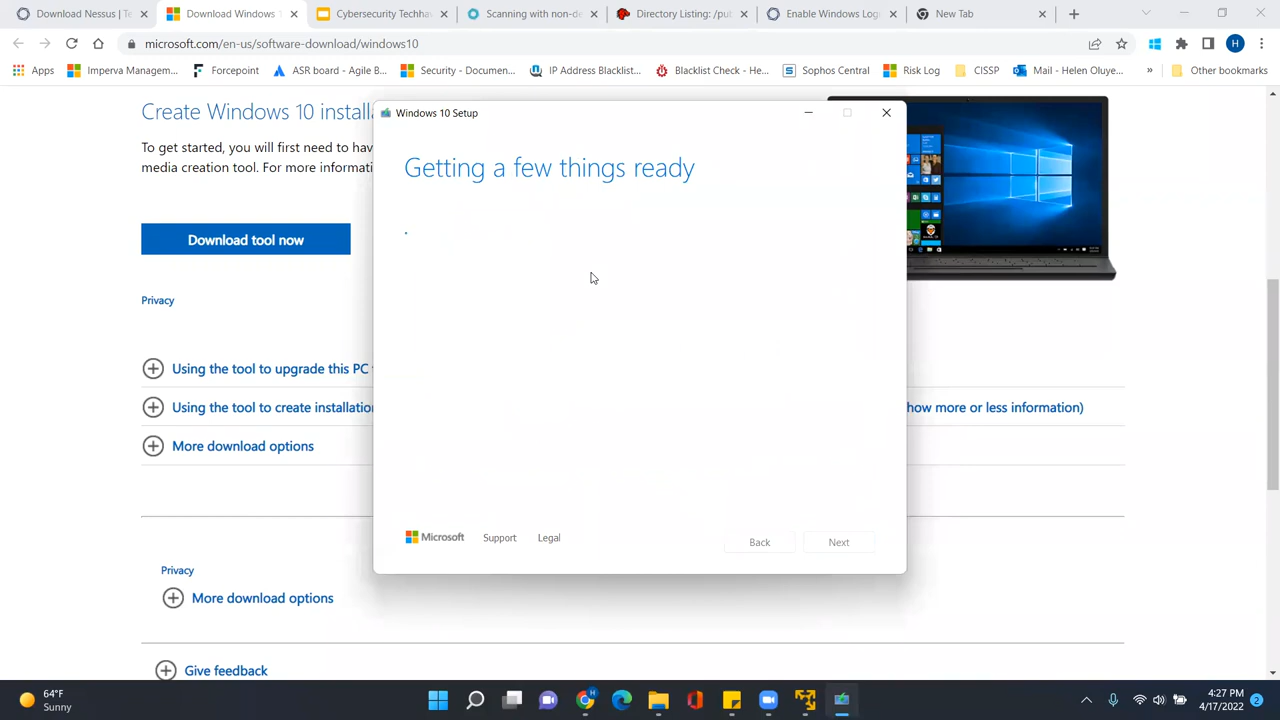 Download Nessus | Te
Download Windows 1
Cybersecurity Techhav
Scanning with non-de
Directory Listing: /pub
Enable Windows Log
New Tab
microsoft.com/en-us/software-download/windows10
H
Apps
Imperva Managem...
Forcepoint
ASR board - Agile B...
Security - Documen...
IP Address Blacklist...
Blacklist Check - He...
Sophos Central
Risk Log
CISSP
Mail - Helen Oluye...
»
Other bookmarks
Create Windows 10 installa
To get started, you will first need to hav
media creation tool. For more informati
Download tool now
Privacy
Using the tool to upgrade this PC
Using the tool to create installation
how more or less information)
More download options
Privacy
More download options
Give feedback
Windows 10 Setup
Getting a few things ready
Microsoft
Support
Legal
Back
Next
64°F
Sunny
4:27 PM
4/17/2022
2